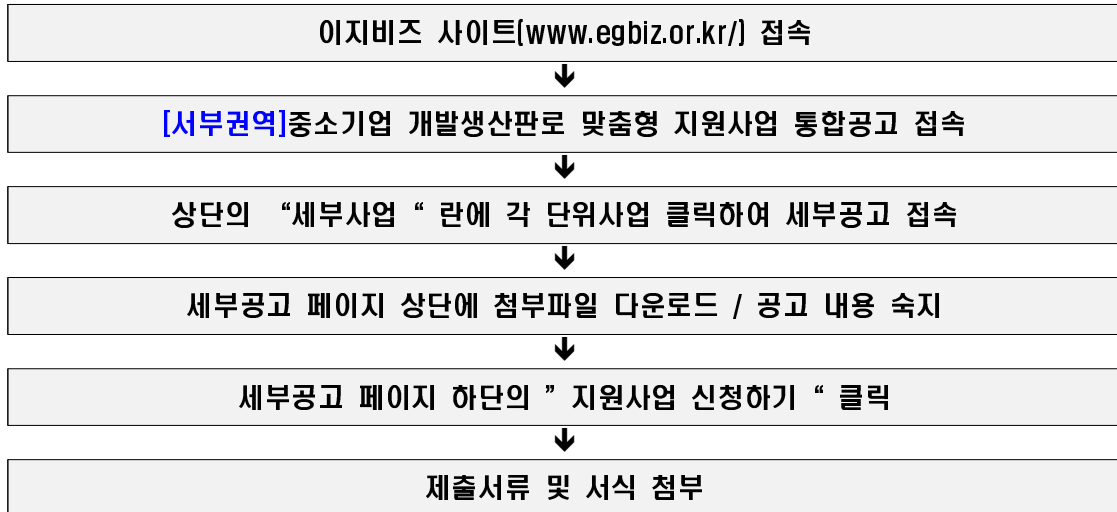 이지비즈 사이트(www.egbiz.or.kr/) 접속
[서부권역]중소기업 개발생산판로 맞춤형 지원사업 통합공고 접속
상단의 “세부사업 “ 란에 각 단위사업 클릭하여 세부공고 접속
세부공고 페이지 상단에 첨부파일 다운로드 / 공고 내용 숙지
세부공고 페이지 하단의 ” 지원사업 신청하기 “ 클릭
제출서류 및 서식 첨부